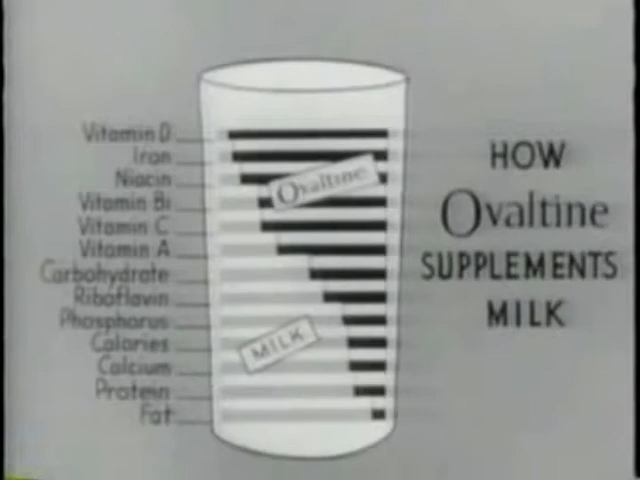 Vitamin D
Iron
Niacin
Vitamin B1
Vitamin C
Vitamin A
Carbohydrate
Riboflavin
Phosphorus
Calories
Calcium
Protein
Fat
Ovaltine
MILK
HOW
Ovaltine
SUPPLEMENTS
MILK